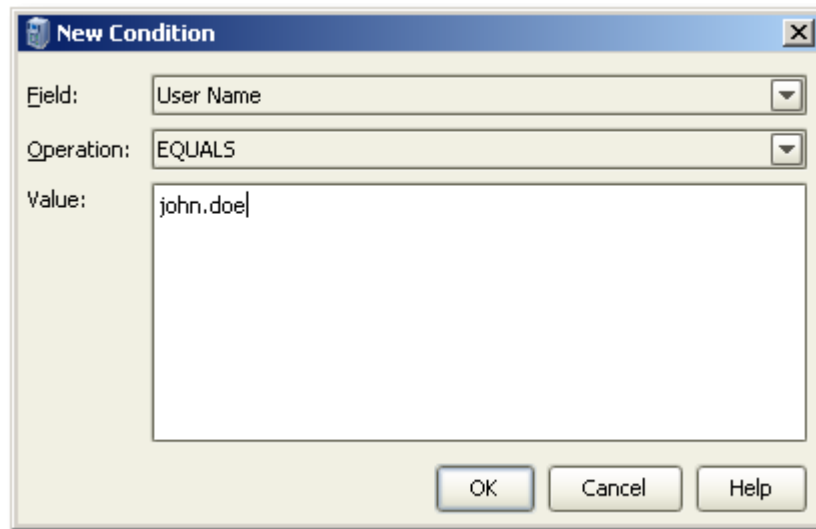 New Condition
Field: User Name
Operation: EQUALS
Value: john.doe
OK Cancel Help